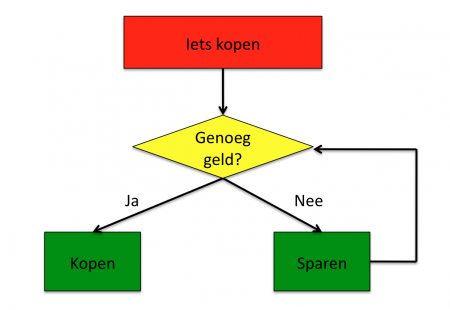 Iets kopen
Genoeg
geld?
Ja
Nee
Kopen
Sparen